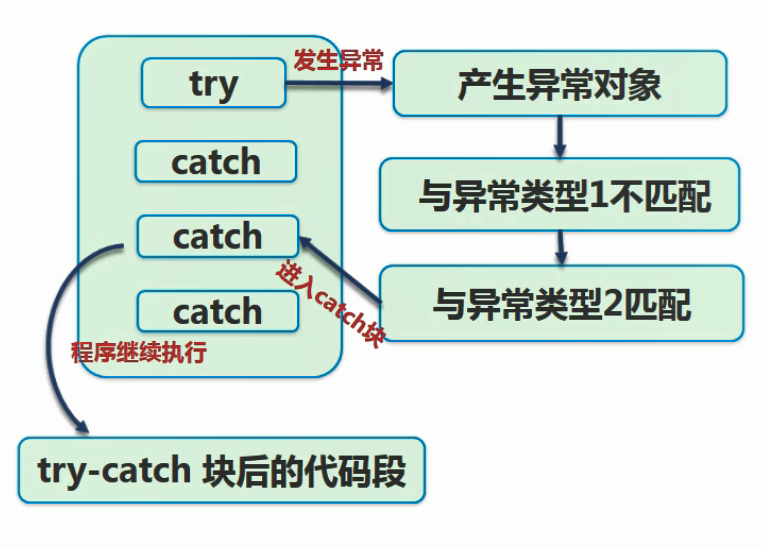 try
发生异常
产生异常对象
catch
与异常类型1不匹配
catch
进入catch块
与异常类型2匹配
catch
程序继续执行
try-catch 块后的代码段